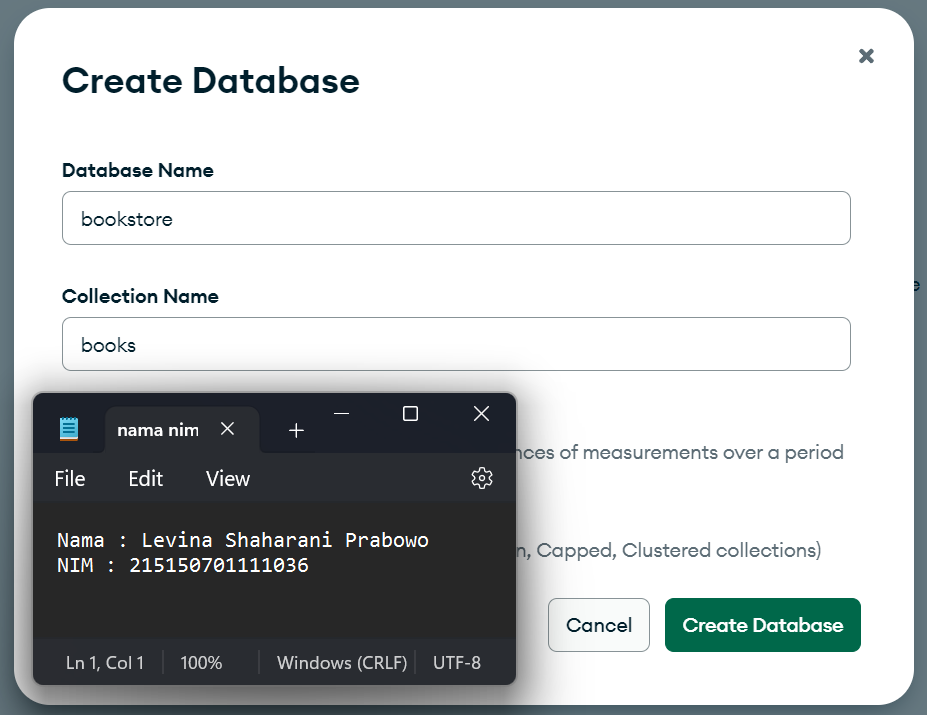 Create Database
Database Name
bookstore
Collection Name
books
of measurements over a period
, Capped, Clustered collections)
Cancel
Create Database
nama nim
File
Edit
View
Nama : Levina Shaharani Prabowo
NIM : 215150701111036
Ln 1, Col 1
100%
Windows (CRLF)
UTF-8